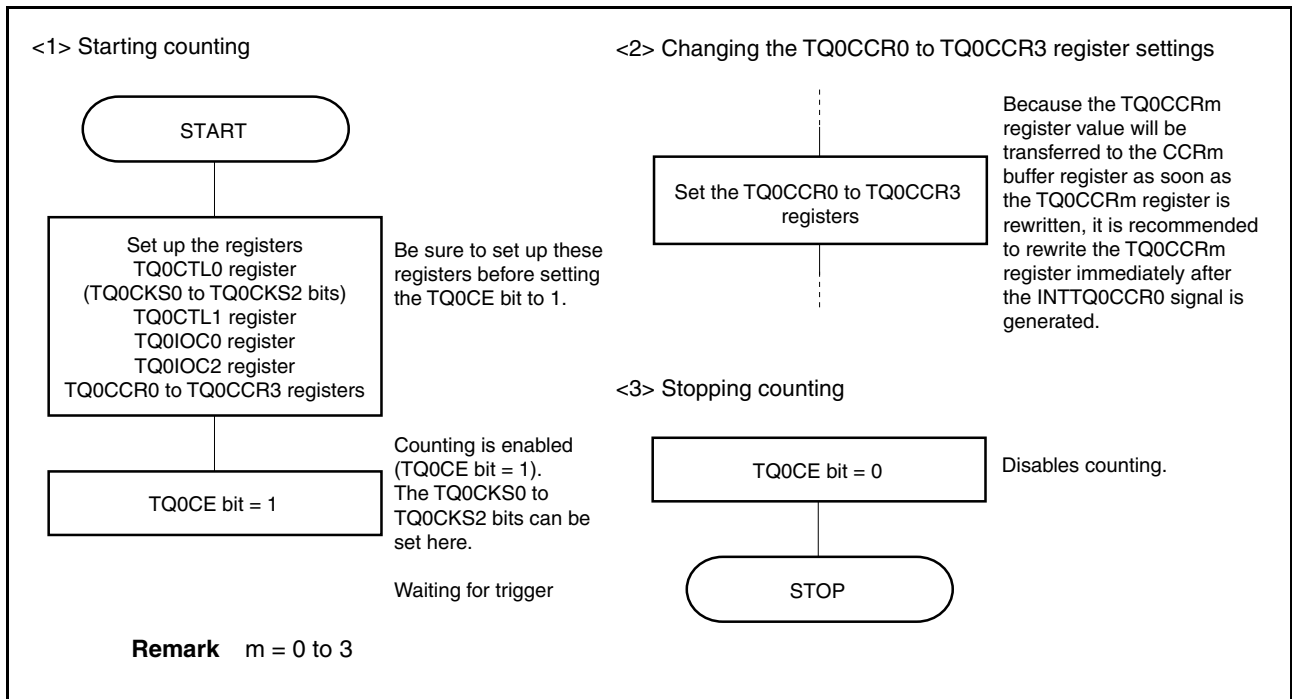 <1> Starting counting
START
Set up the registers
TQ0CTL0 register
(TQ0CKS0 to TQ0CKS2 bits)
TQ0CTL1 register
TQ0IOC0 register
TQ0IOC2 register
TQ0CCR0 to TQ0CCR3 registers
Be sure to set up these
registers before setting
the TQ0CE bit to 1.
TQ0CE bit = 1
Counting is enabled
(TQ0CE bit = 1).
The TQ0CKS0 to
TQ0CKS2 bits can be
set here.
Waiting for trigger
<2> Changing the TQ0CCR0 to TQ0CCR3 register settings
Set the TQ0CCR0 to TQ0CCR3
registers
Because the TQ0CCRm
register value will be
transferred to the CCRm
buffer register as soon as
the TQ0CCRm register is
rewritten, it is recommended
to rewrite the TQ0CCRm
register immediately after
the INTTQ0CCR0 signal is
generated.
<3> Stopping counting
TQ0CE bit = 0
Disables counting.
STOP
Remark m = 0 to 3